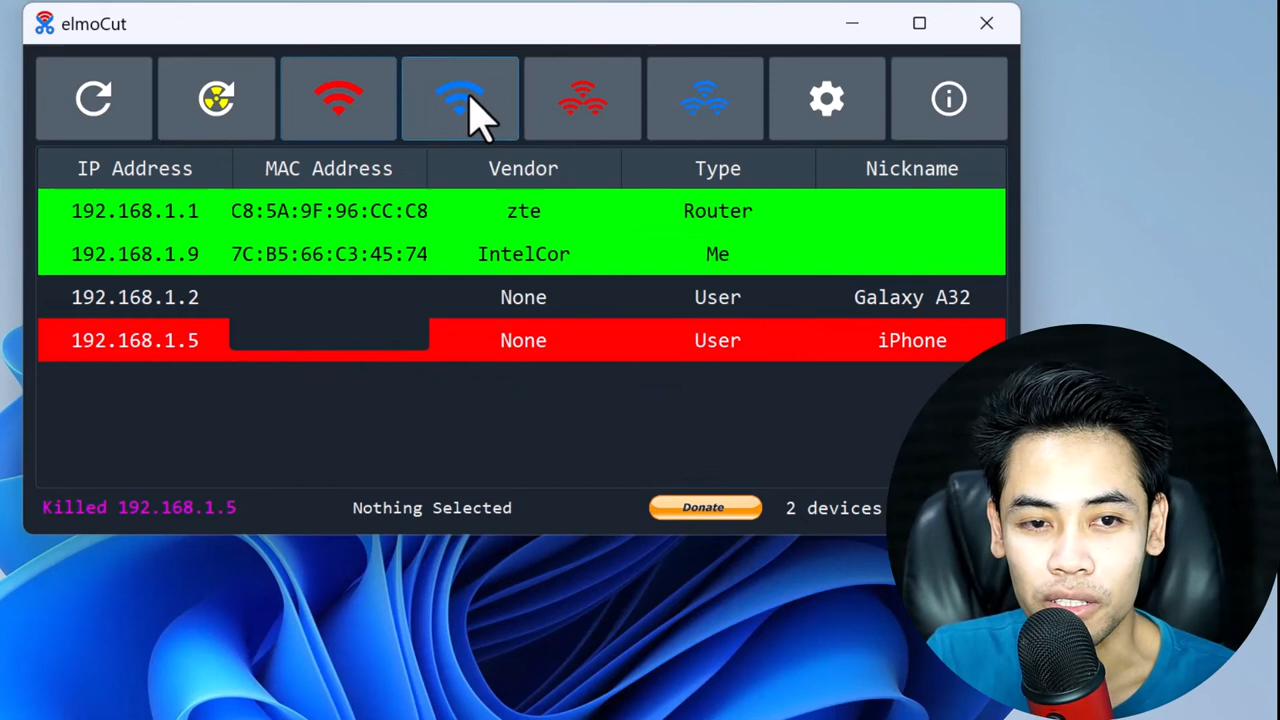 elmoCut
IP Address MAC Address Vendor Type Nickname
192.168.1.1 C8:5A:9F:96:CC:C8 zte Router
192.168.1.9 7C:B5:66:C3:45:74 IntelCor Me
192.168.1.2 None User Galaxy A32
192.168.1.5 None User iPhone
Killed 192.168.1.5 Nothing Selected Donate 2 devices